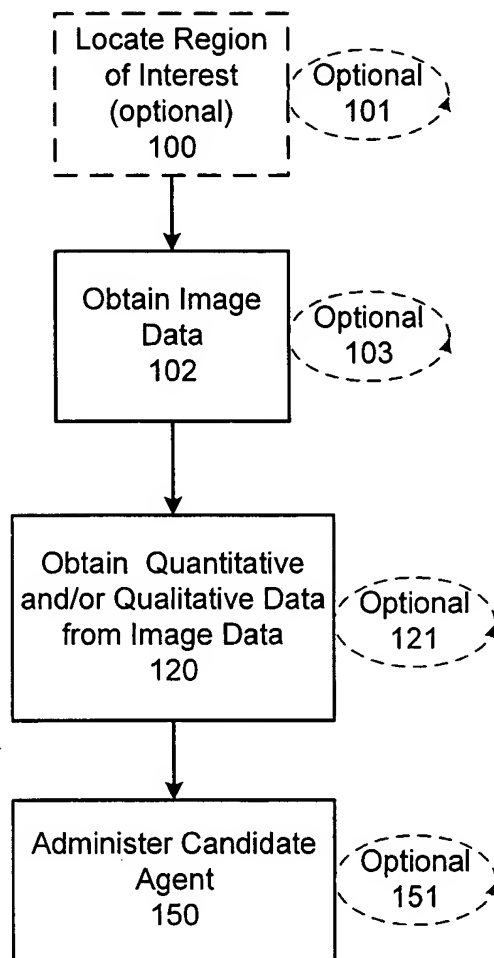 Locate Region
of Interest
(optional)
100
Optional
101
Obtain Image
Data
102
Optional
103
Obtain Quantitative
and/or Qualitative Data
from Image Data
120
Optional
121
Administer Candidate
Agent
150
Optional
151